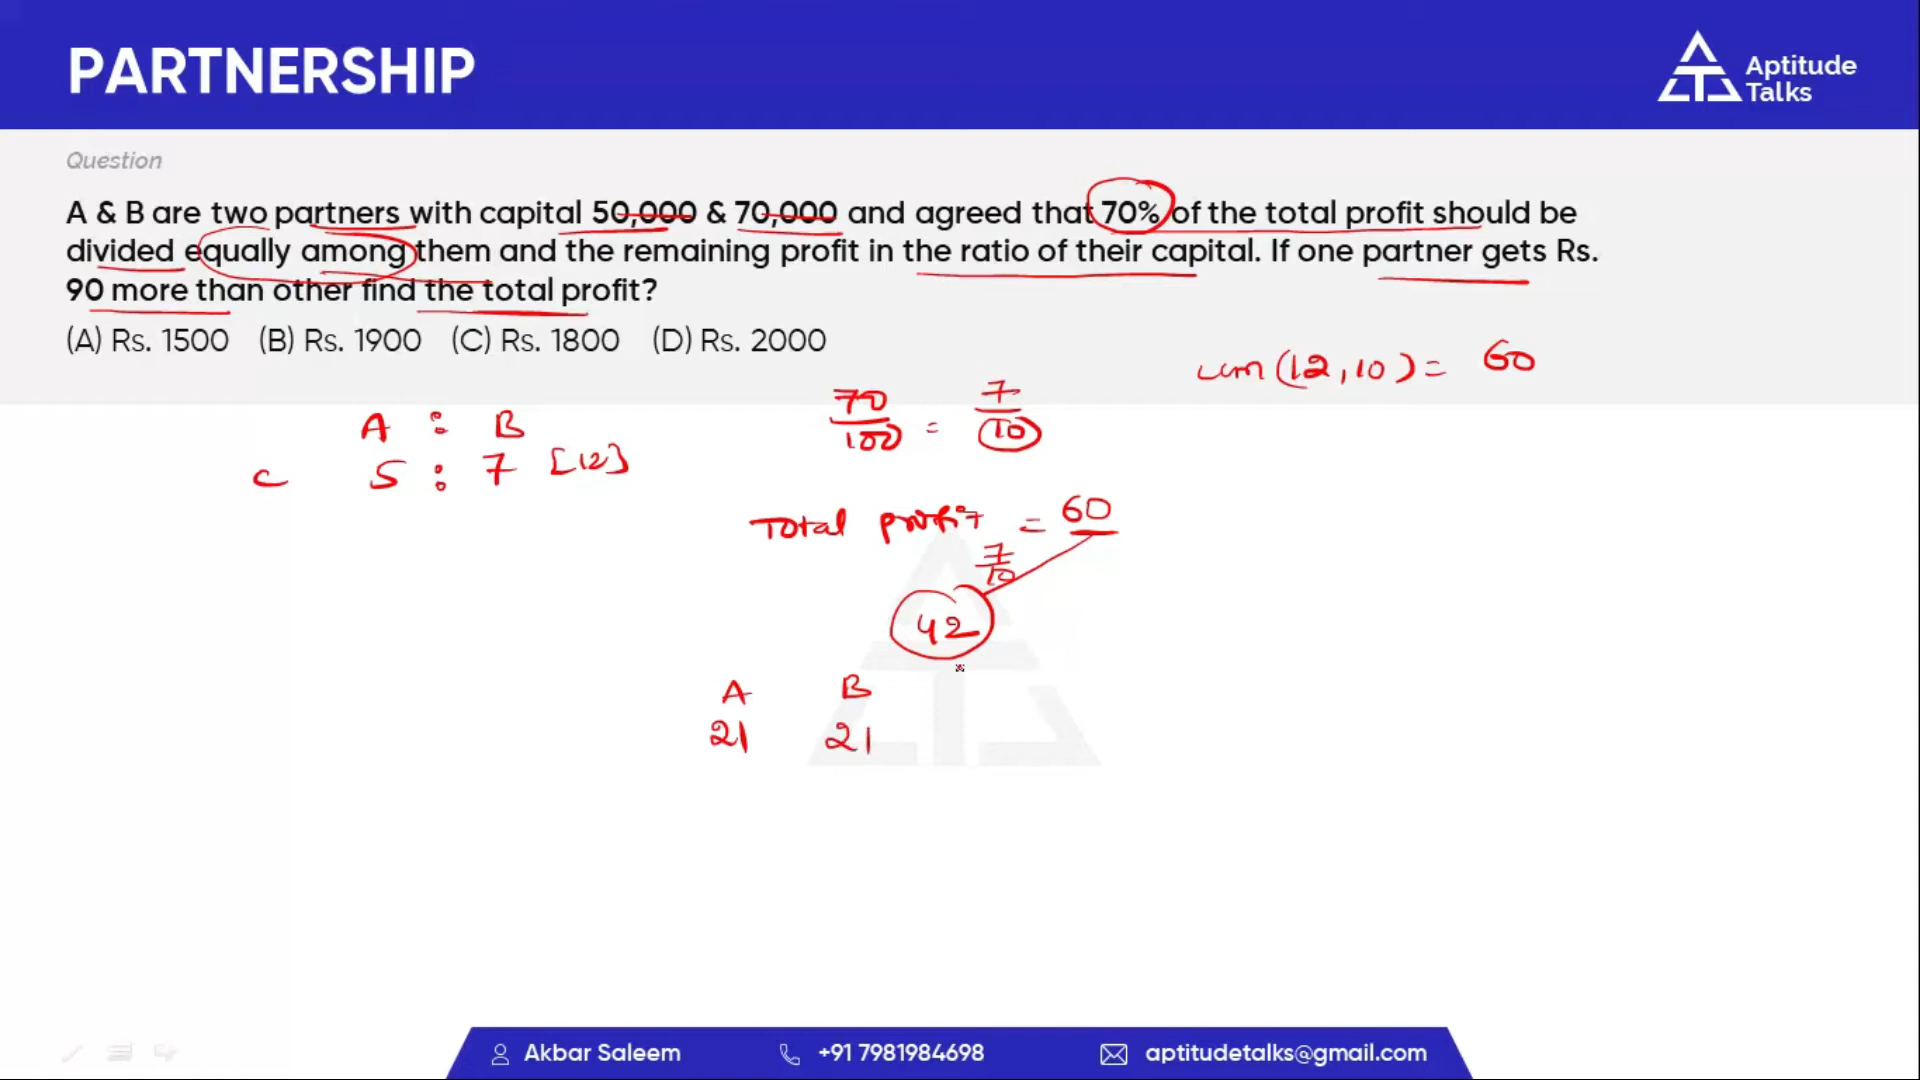 PARTNERSHIP
Aptitude
Talks
Question
A & B are two partners with capital 50,000 & 70,000 and agreed that 70% of the total profit should be
divided equally among them and the remaining profit in the ratio of their capital. If one partner gets Rs.
90 more than other find the total profit?
(A) Rs. 1500 (B) Rs. 1900 (C) Rs. 1800 (D) Rs. 2000
Lcm (12, 10) = 60
A : B
C 5 : 7 [12]
70/100 = 7/10
Total profit = 60
7/10
42
A B
21 21
Akbar Saleem +91 7981984698 aptitudetalks@gmail.com